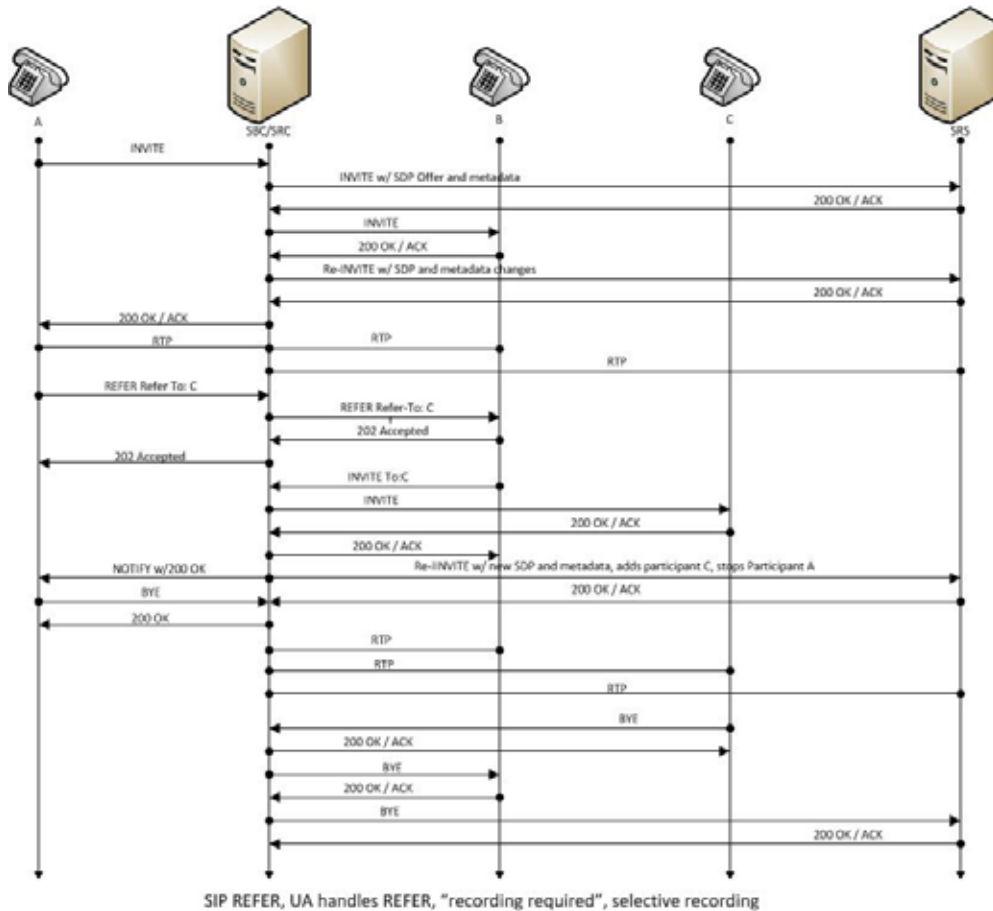 A
SBC/SRC
B
C
SRS
INVITE
INVITE w/ SDP Offer and metadata
200 OK / ACK
INVITE
200 OK / ACK
Re-INVITE w/ SDP and metadata changes
200 OK / ACK
200 OK / ACK
RTP
RTP
RTP
REFER Refer To: C
REFER Refer-To: C
202 Accepted
202 Accepted
INVITE To:C
INVITE
200 OK / ACK
200 OK / ACK
NOTIFY w/200 OK
Re-IINVITE w/ new SDP and metadata, adds participant C, stops Participant A
BYE
200 OK / ACK
200 OK
RTP
RTP
RTP
BYE
200 OK / ACK
BYE
200 OK / ACK
BYE
200 OK / ACK
SIP REFER, UA handles REFER, “recording required”, selective recording